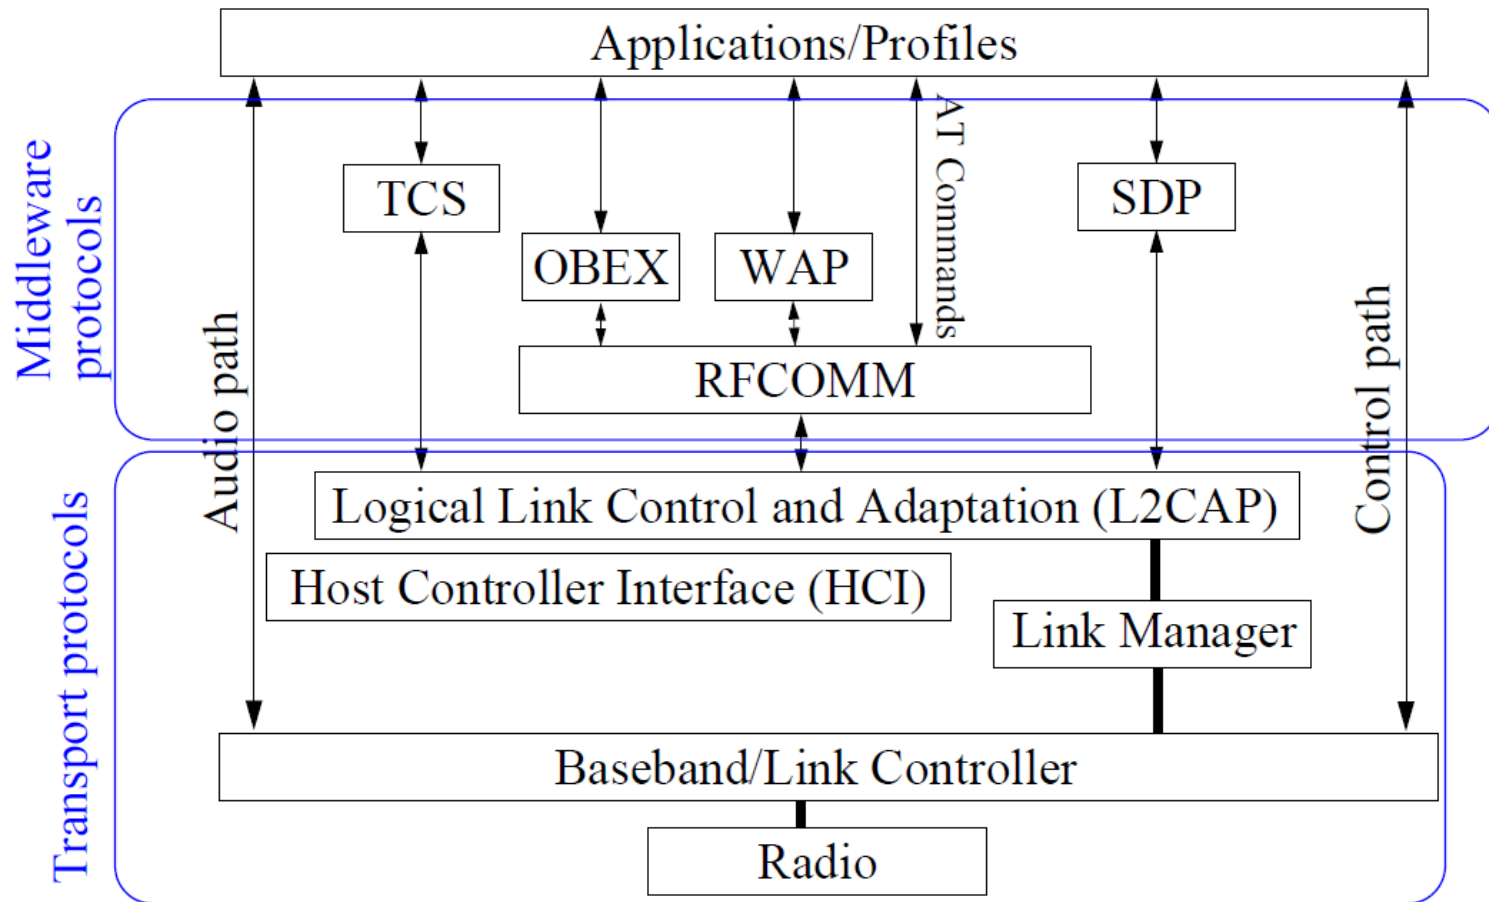 Applications/Profiles
AT Commands
TCS
SDP
OBEX
WAP
RFCOMM
Middleware
protocols
Audio path
Control path
Logical Link Control and Adaptation (L2CAP)
Host Controller Interface (HCI)
Link Manager
Transport protocols
Baseband/Link Controller
Radio